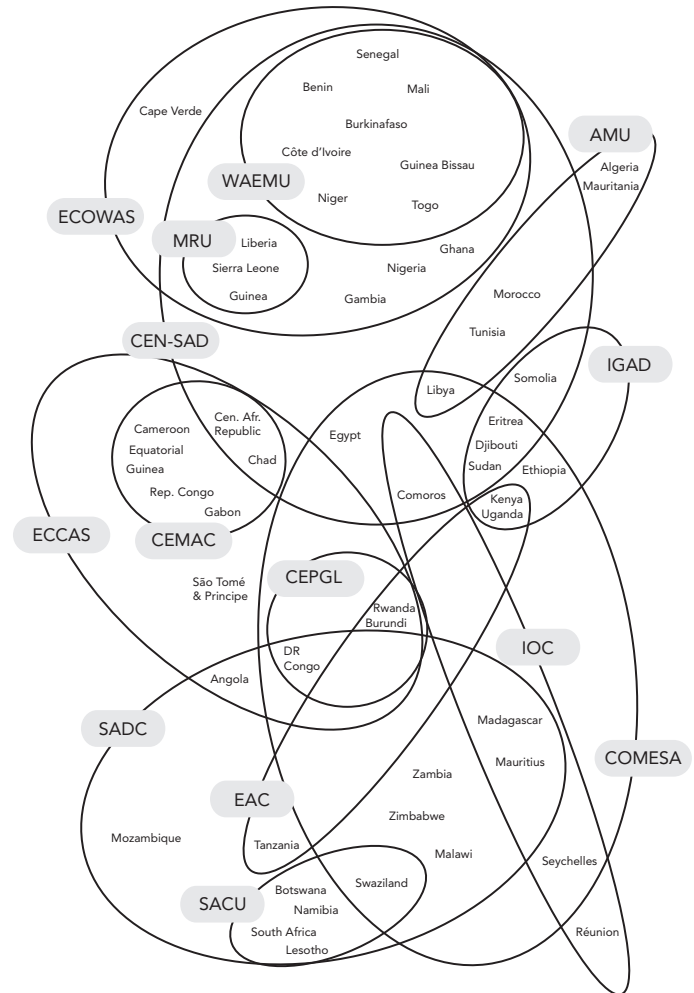 Senegal
Benin
Mali
Cape Verde
Burkinafaso
AMU
Côte d'Ivoire
Guinea Bissau
Algeria
WAEMU
Mauritania
Niger
Togo
ECOWAS
MRU
Liberia
Ghana
Sierra Leone
Nigeria
Guinea
Gambia
Morocco
Tunisia
CEN-SAD
IGAD
Somolia
Libya
Cen. Afr.
Republic
Cameroon
Eritrea
Egypt
Equatorial
Guinea
Djibouti
Chad
Sudan
Ethiopia
Rep. Congo
Comoros
Kenya
Uganda
Gabon
ECCAS
CEMAC
CEPGL
São Tomé
& Principe
Rwanda
Burundi
IOC
DR
Congo
Angola
Madagascar
SADC
Mauritius
COMESA
Zambia
EAC
Zimbabwe
Mozambique
Tanzania
Malawi
Seychelles
Swaziland
Botswana
SACU
Namibia
South Africa
Réunion
Lesotho